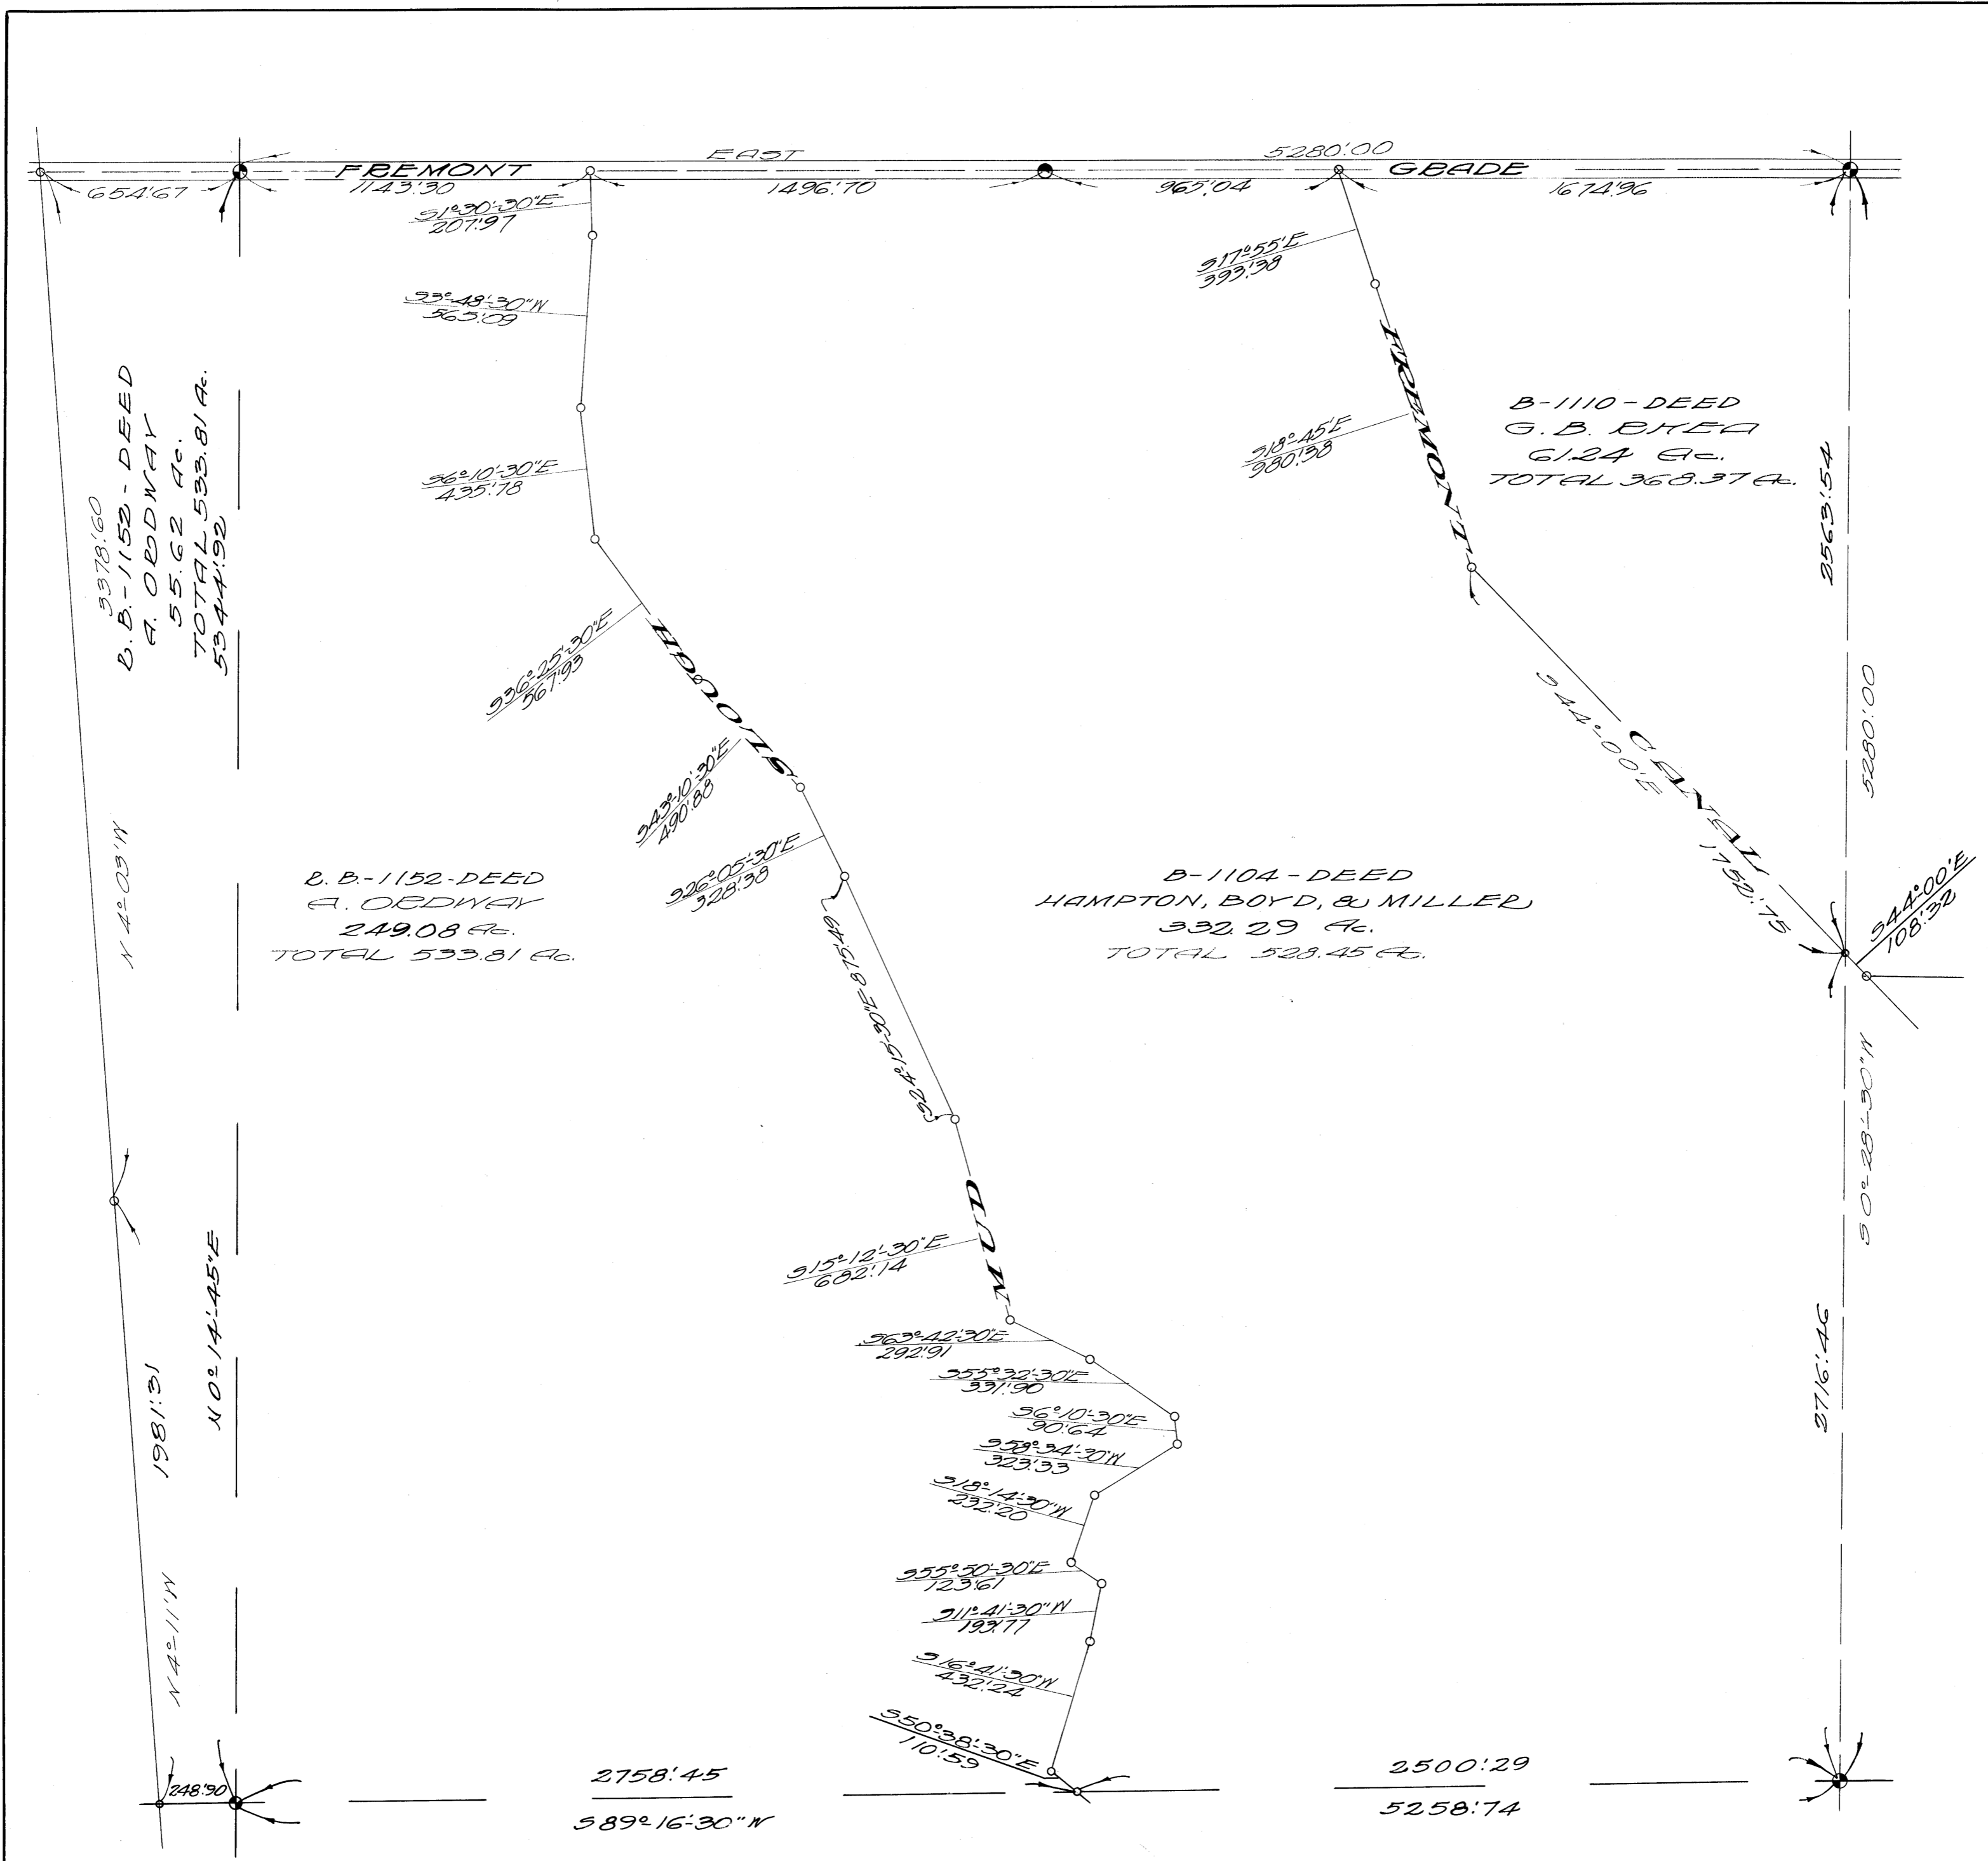 EAST
5280.00
FREMONT
GRADE
654.67
1143.30
1496.70
965.04
1674.96
S1°-30'-30"E
207.97
S3°-48'-30"W
565.09
S6°-10'-30"E
435.78
S36°-25'-30"E
567.93
SLOUGH
S43°-10'-30"E
490.88
S26°-05'-30"E
328.38
S24°-15'-30"E 875.49
MUD
S15°-12'-30"E
682.14
S63°-42'-30"E
292.91
S55°-32'-30"E
331.90
S6°-10'-30"E
90.64
S58°-34'-30"W
323.33
S18°-14'-30"W
232.20
S55°-50'-30"E
123.61
S11°-41'-30"W
193.77
S16°-41'-30"W
432.24
S50°-38'-30"E
110.59
S17°-55'E
393.38
S18°-45'E
980.38
FREMONT
S44°-00'E
CANAL
1752.75
S44°-00'E
108.32
B-1110-DEED
G. B. RHEA
61.24 Ac.
TOTAL 368.37 Ac.
2563.54
5280.00
S0°-28'-30"W
2716.46
3378.60
R.B.-1152-DEED
A. ORDWAY
55.62 Ac.
TOTAL 533.81 Ac.
5344.92
N4°-03'W
R.B.-1152-DEED
A. ORDWAY
249.08 Ac.
TOTAL 533.81 Ac.
B-1104-DEED
HAMPTON, BOYD, & MILLER
332.29 Ac.
TOTAL 528.45 Ac.
N0°-14'-45"E
1981.31
N4°-11'W
248.90
2758.45
S89°-16'-30"W
2500.29
5258.74